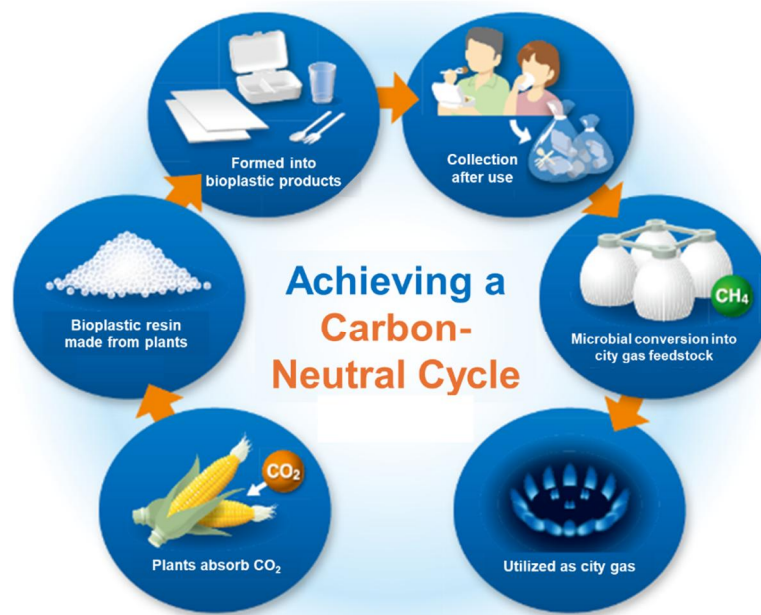 Formed into
bioplastic products
Collection
after use
Bioplastic resin
made from plants
Achieving a
Carbon-
Neutral Cycle
CH₄
Microbial conversion into
city gas feedstock
CO₂
Plants absorb CO₂
Utilized as city gas